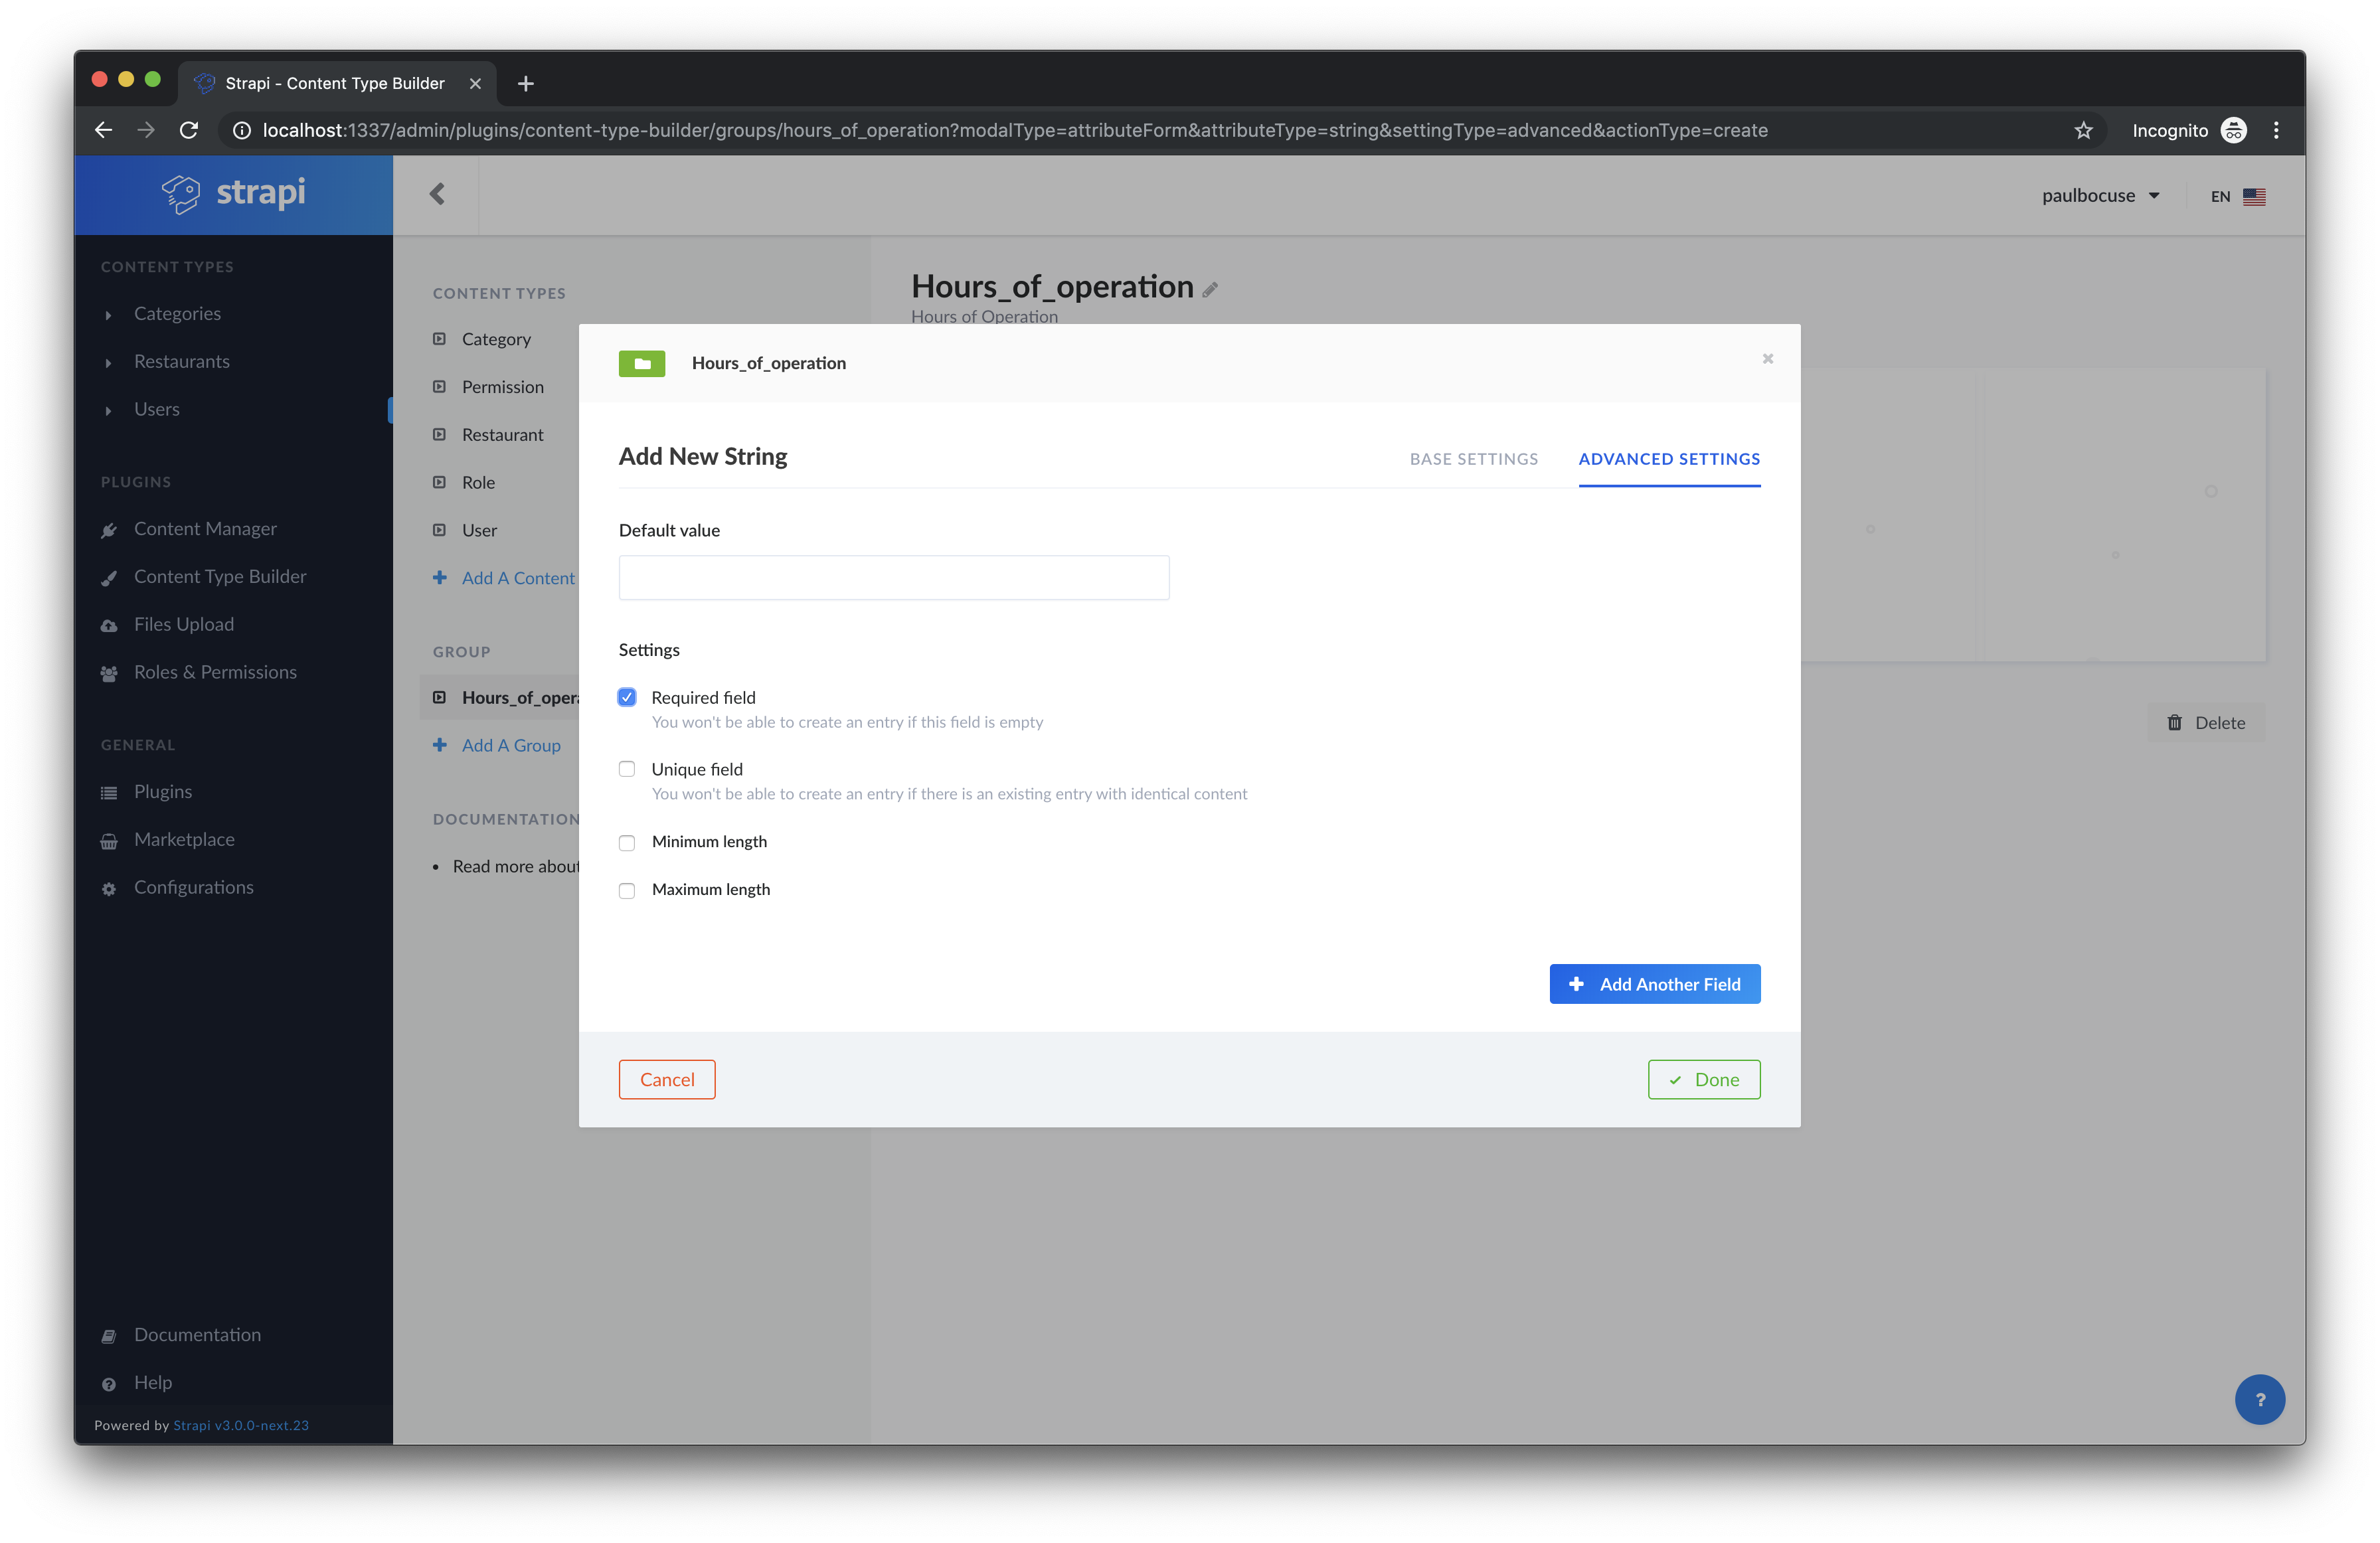 Strapi - Content Type Builder
localhost:1337/admin/plugins/content-type-builder/groups/hours_of_operation?modalType=attributeForm&attributeType=string&settingType=advanced&actionType=create
Incognito
strapi
paulbocuse
EN
CONTENT TYPES
Categories
Restaurants
Users
PLUGINS
Content Manager
Content Type Builder
Files Upload
Roles & Permissions
GENERAL
Plugins
Marketplace
Configurations
Documentation
Help
Powered by Strapi v3.0.0-next.23
CONTENT TYPES
Category
Permission
Restaurant
Role
User
Add A Content
GROUP
Hours_of_opera
Add A Group
DOCUMENTATION
Read more about
Hours_of_operation
Hours of Operation
Delete
Hours_of_operation
Add New String
BASE SETTINGS
ADVANCED SETTINGS
Default value
Settings
Required field
You won't be able to create an entry if this field is empty
Unique field
You won't be able to create an entry if there is an existing entry with identical content
Minimum length
Maximum length
Add Another Field
Cancel
Done
?